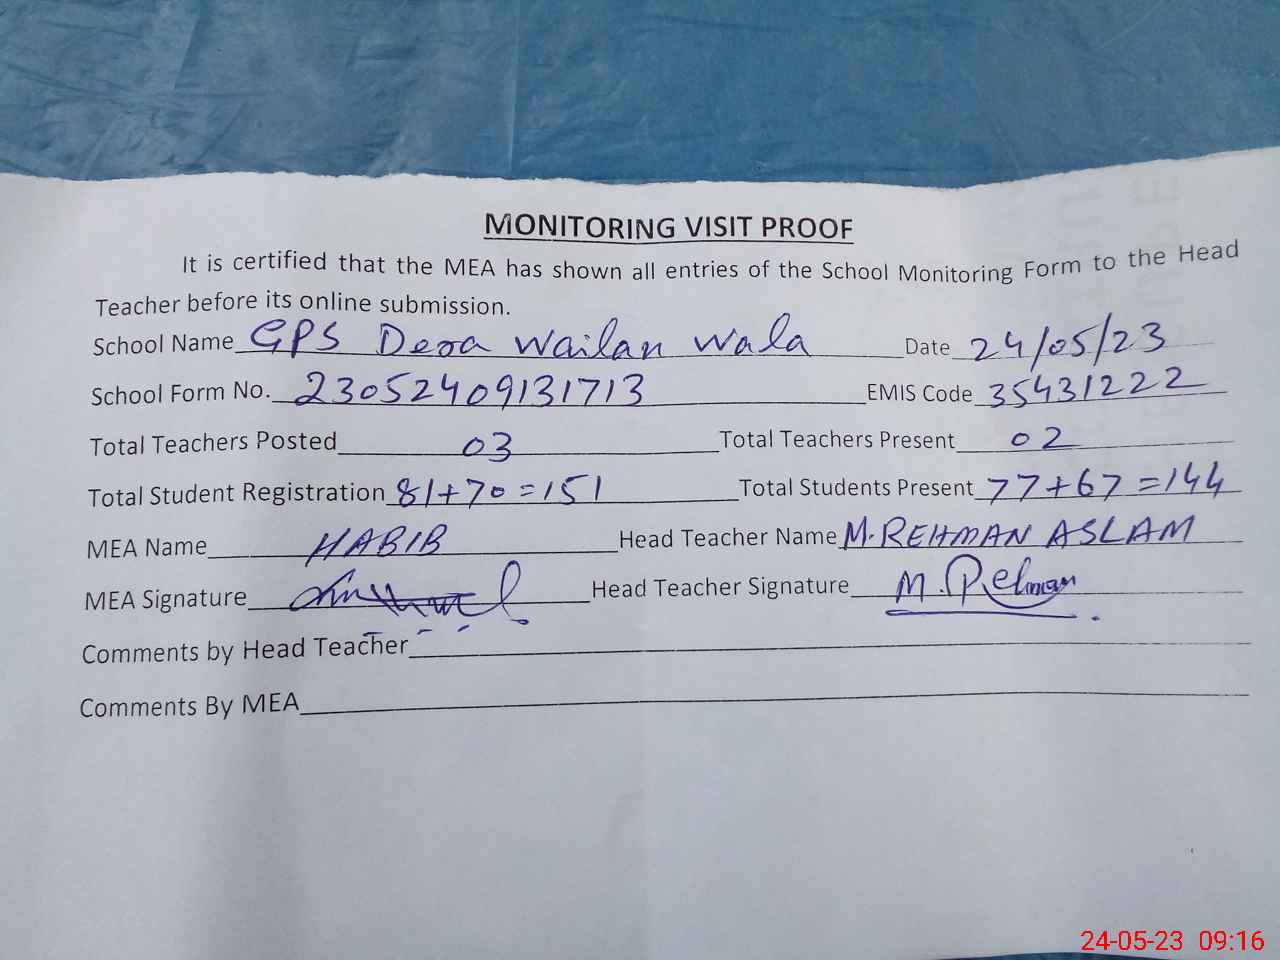 MONITORING VISIT PROOF
It is certified that the MEA has shown all entries of the School Monitoring Form to the Head
Teacher before its online submission.
School Name GPS Dera Wailan Wala Date 24/05/23
School Form No. 23052409131713 EMIS Code 35431222
Total Teachers Posted 03 Total Teachers Present 02
Total Student Registration 81+70=151 Total Students Present 77+67=144
MEA Name HABIB Head Teacher Name M.REHMAN ASLAM
MEA Signature Head Teacher Signature M. Rehman
Comments by Head Teacher
Comments By MEA
24-05-23 09:16